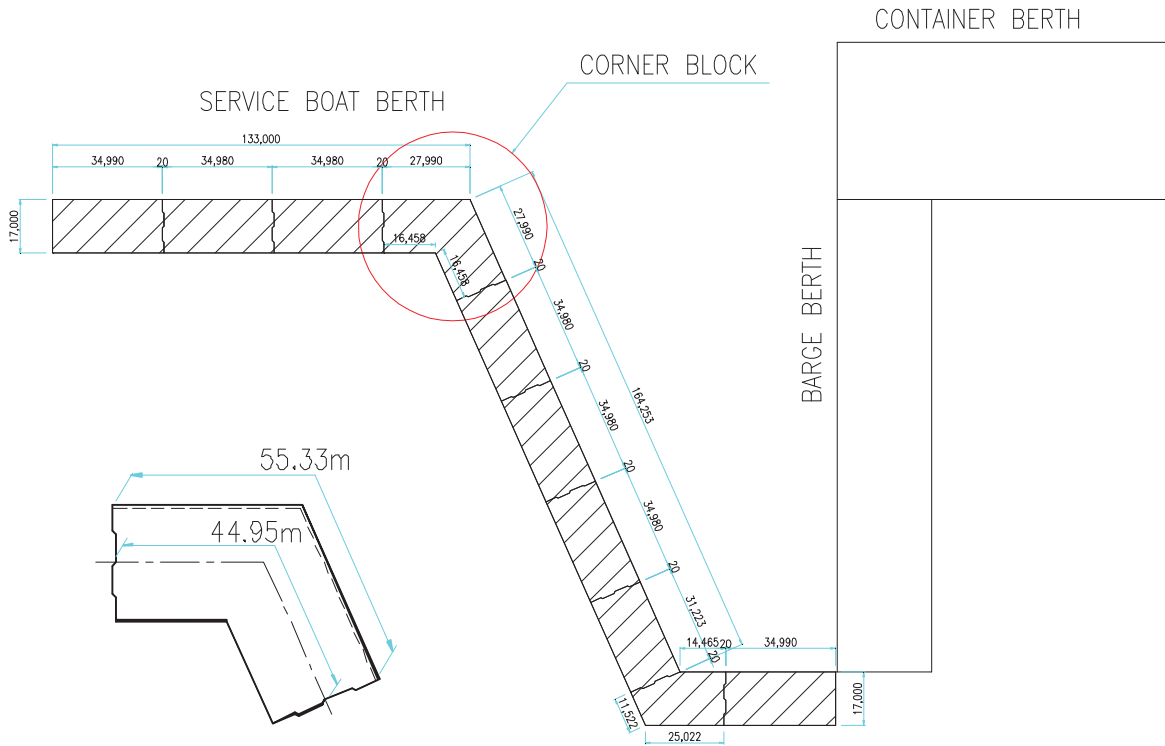 CONTAINER BERTH
CORNER BLOCK
SERVICE BOAT BERTH
133,000
34,990 20 34,980 34,980 20 27,990
17,000
16,458
16,458
27,990
20
34,980
20
34,980
164,253
20
34,980
20
31,223
20
BARGE BERTH
55.33m
44.95m
14,465 20 34,990
17,000
11,522
25,022